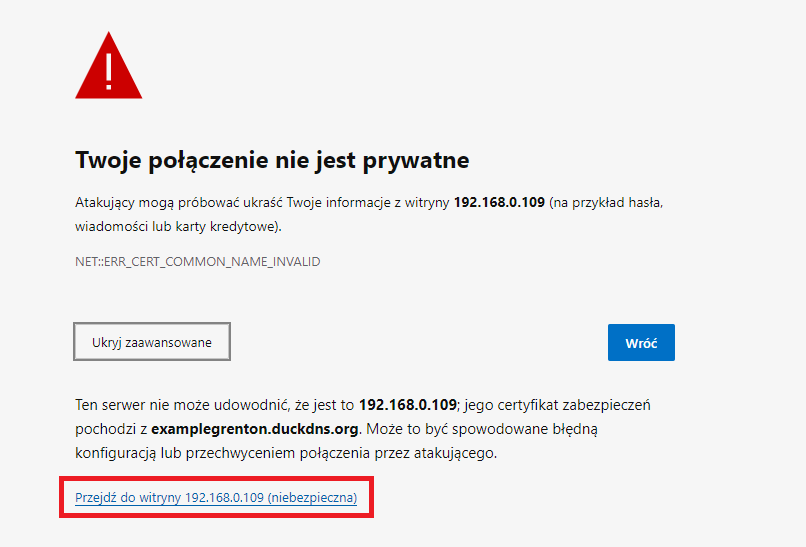 Twoje połączenie nie jest prywatne
Atakujący mogą próbować ukraść Twoje informacje z witryny 192.168.0.109 (na przykład hasła,
wiadomości lub karty kredytowe).
NET::ERR_CERT_COMMON_NAME_INVALID
Ukryj zaawansowane
Wróć
Ten serwer nie może udowodnić, że jest to 192.168.0.109; jego certyfikat zabezpieczeń
pochodzi z examplegrenton.duckdns.org. Może to być spowodowane błędną
konfiguracją lub przechwyceniem połączenia przez atakującego.
Przejdź do witryny 192.168.0.109 (niebezpieczna)